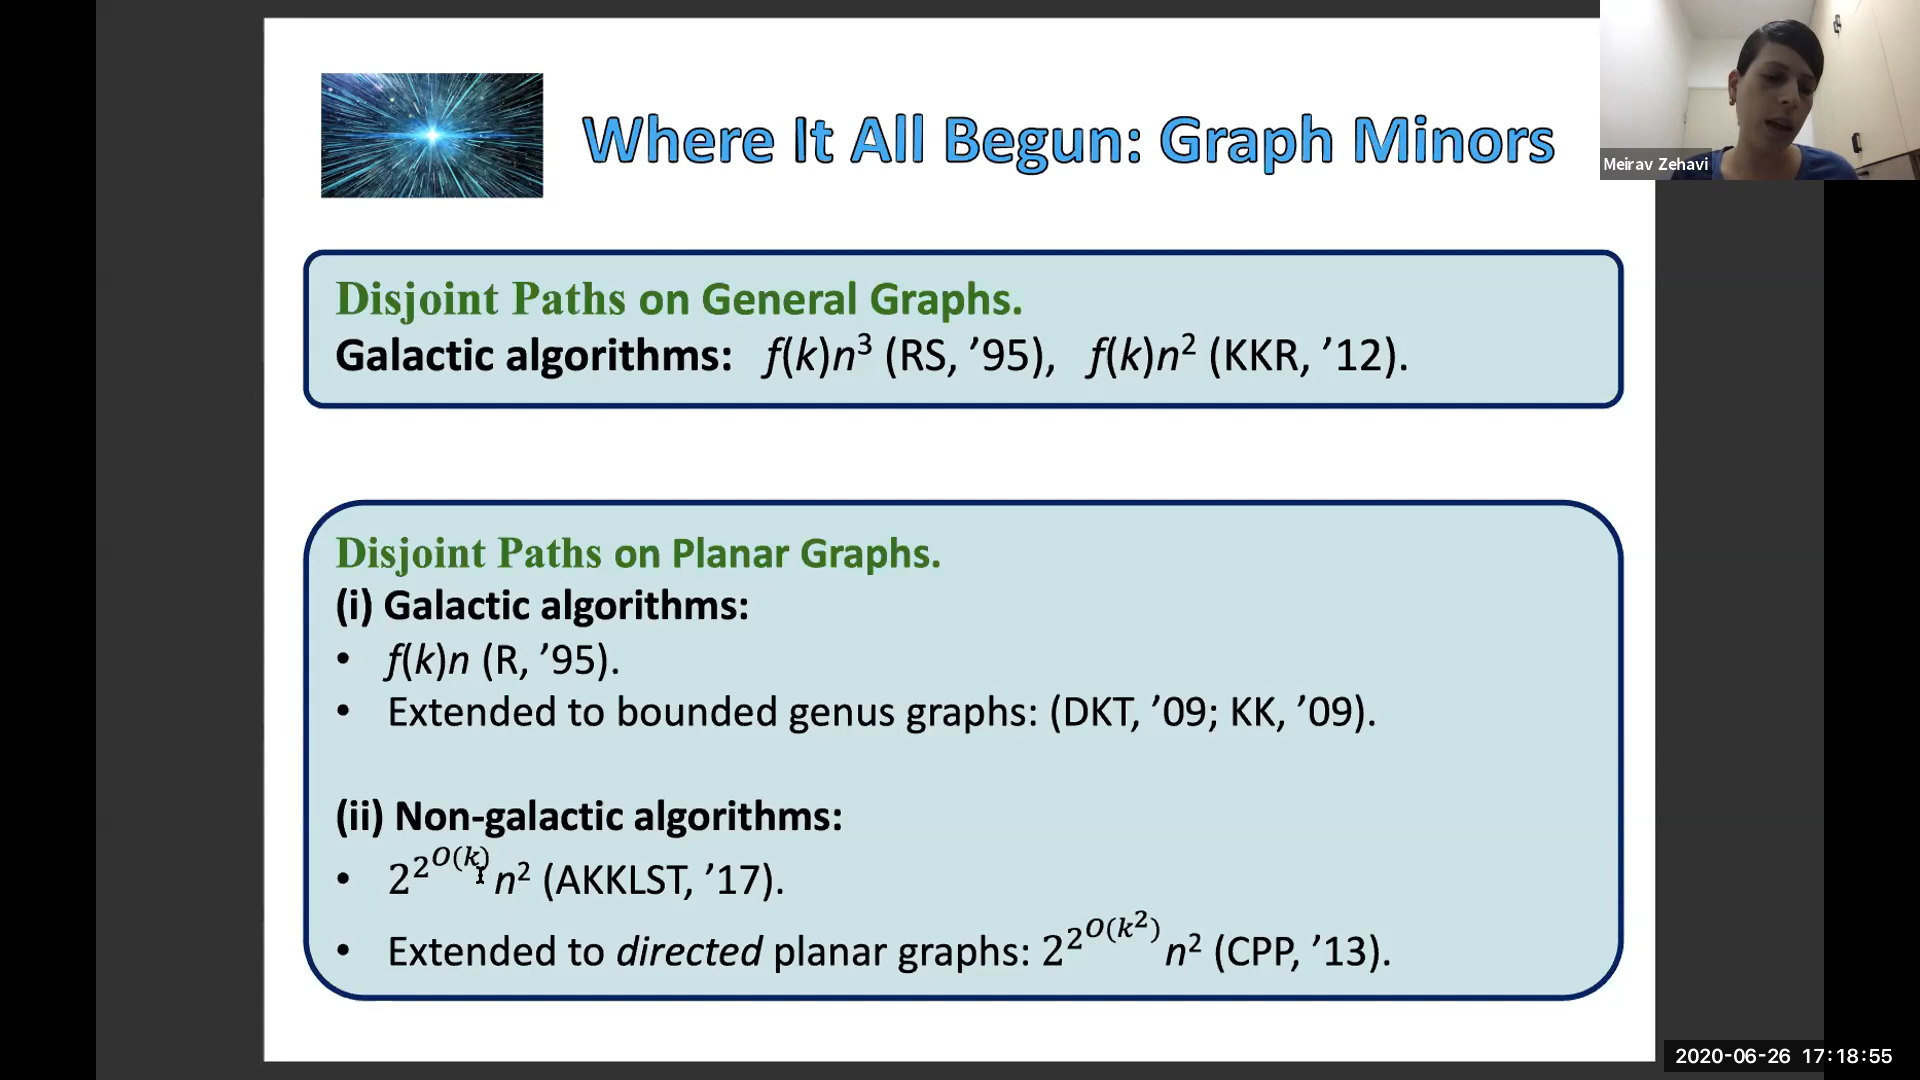 Where It All Begun: Graph Minors
Meirav Zehavi
Disjoint Paths on General Graphs.
Galactic algorithms: f(k)n³ (RS, ’95), f(k)n² (KKR, ’12).
Disjoint Paths on Planar Graphs.
(i) Galactic algorithms:
• f(k)n (R, ’95).
• Extended to bounded genus graphs: (DKT, ’09; KK, ’09).
(ii) Non-galactic algorithms:
• 2^{2^{O(k)}} n² (AKKLST, ’17).
• Extended to directed planar graphs: 2^{2^{O(k²)}} n² (CPP, ’13).
2020-06-26 17:18:55